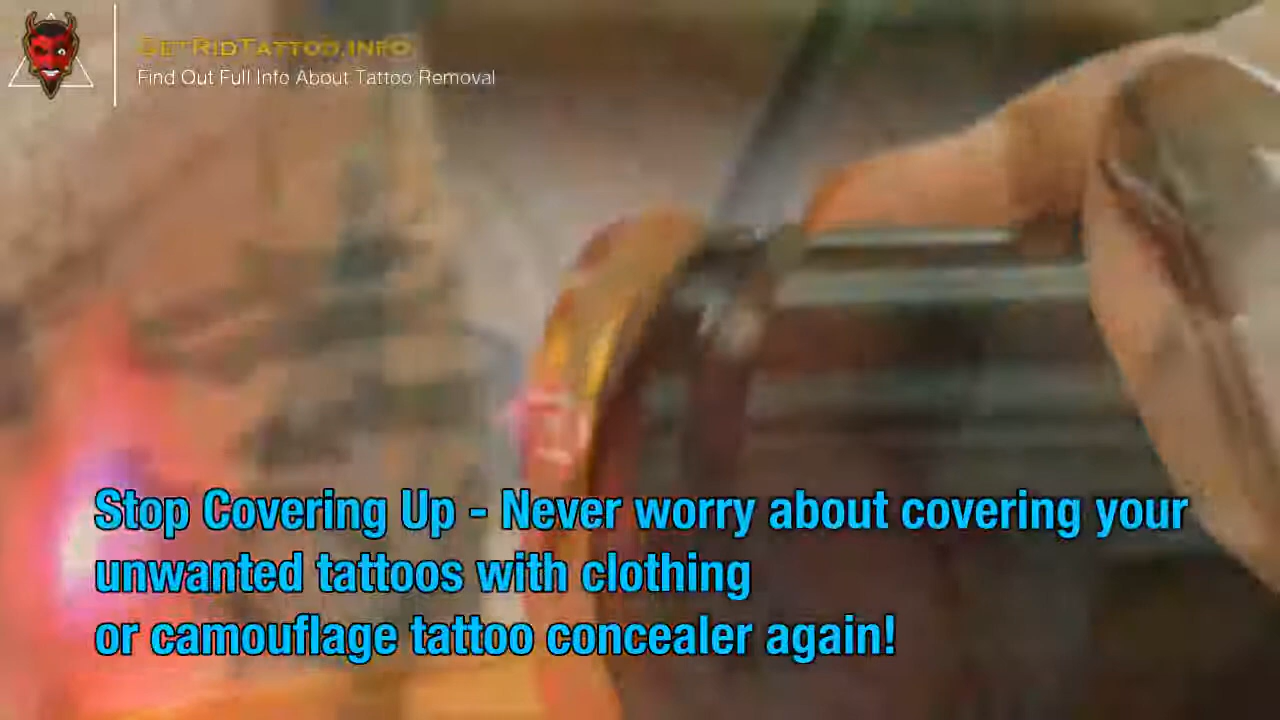 GetRidTattoo.info
Find Out Full Info About Tattoo Removal
Stop Covering Up - Never worry about covering your
unwanted tattoos with clothing
or camouflage tattoo concealer again!